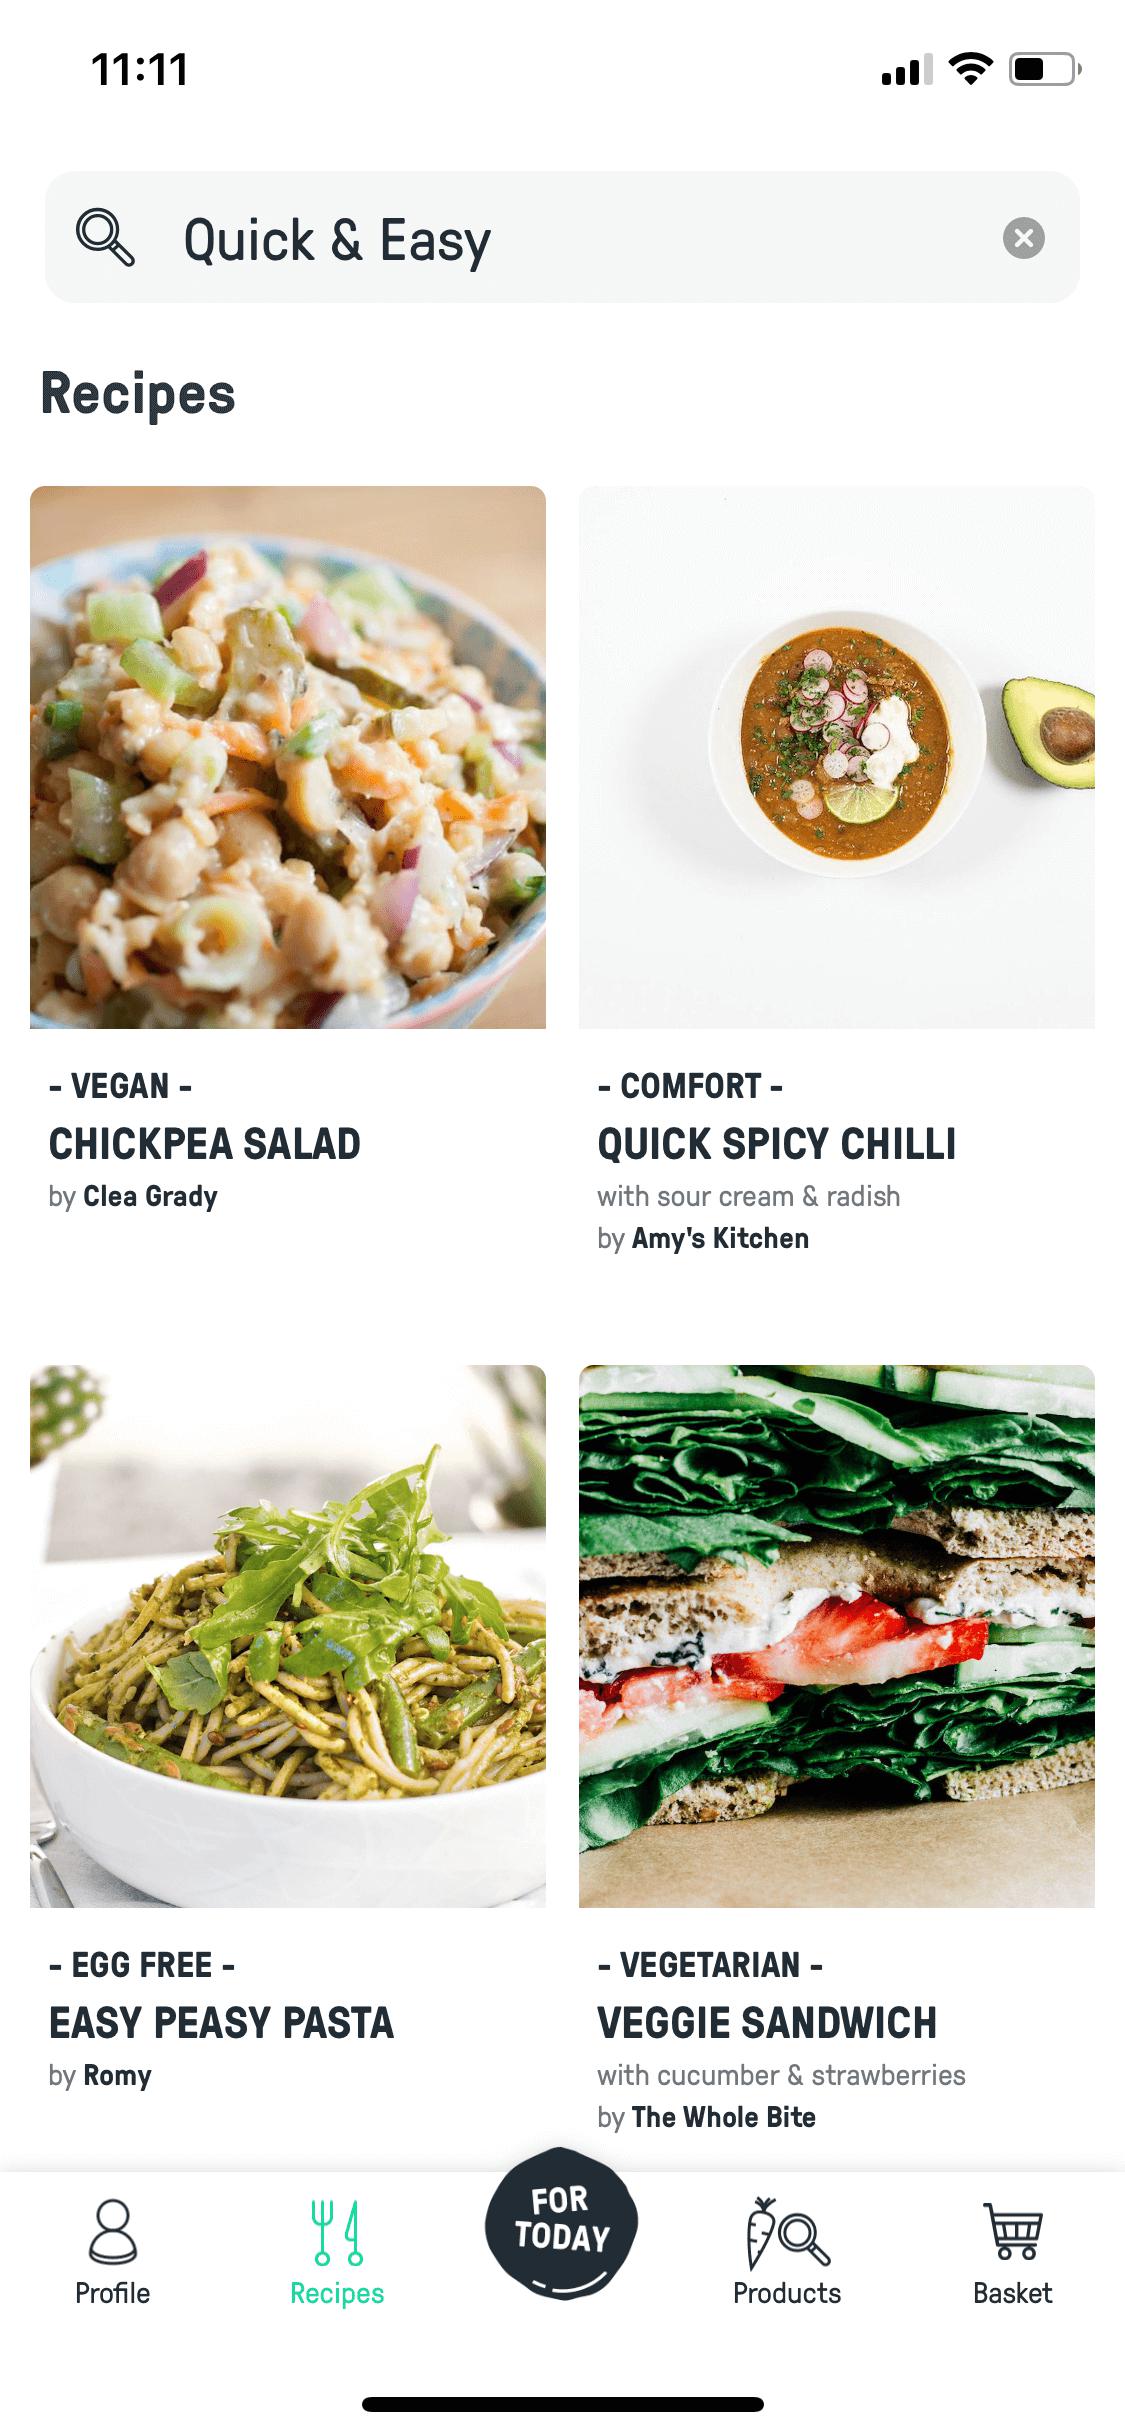 11:11
Quick & Easy
Recipes
- VEGAN -
CHICKPEA SALAD
by Clea Grady
- COMFORT -
QUICK SPICY CHILLI
with sour cream & radish
by Amy's Kitchen
- EGG FREE -
EASY PEASY PASTA
by Romy
- VEGETARIAN -
VEGGIE SANDWICH
with cucumber & strawberries
by The Whole Bite
Profile
Recipes
FOR
TODAY
Products
Basket